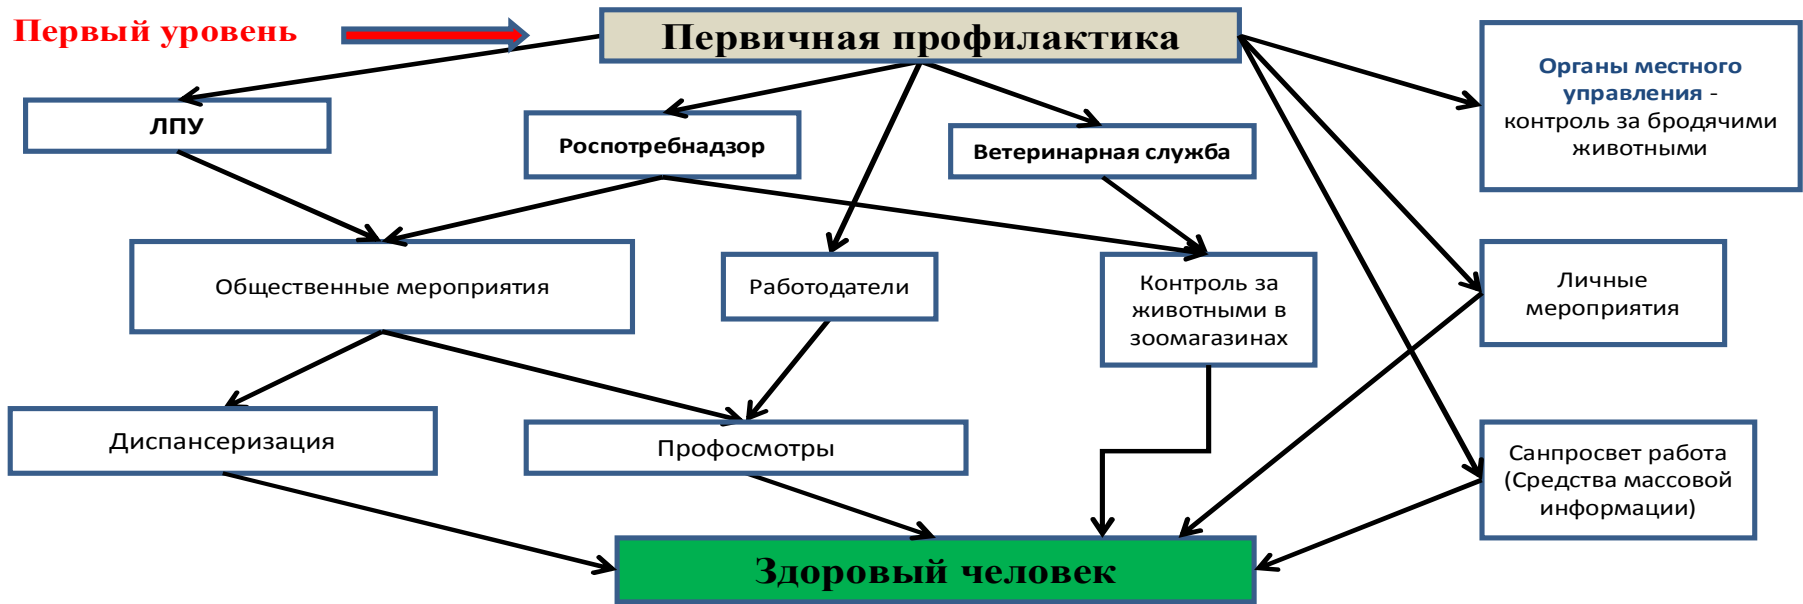 Первый уровень
Первичная профилактика
Органы местного
управления -
контроль за бродячими
животными
ЛПУ
Роспотребнадзор
Ветеринарная служба
Общественные мероприятия
Работодатели
Контроль за
животными в
зоомагазинах
Личные
мероприятия
Диспансеризация
Профосмотры
Санпросвет работа
(Средства массовой
информации)
Здоровый человек